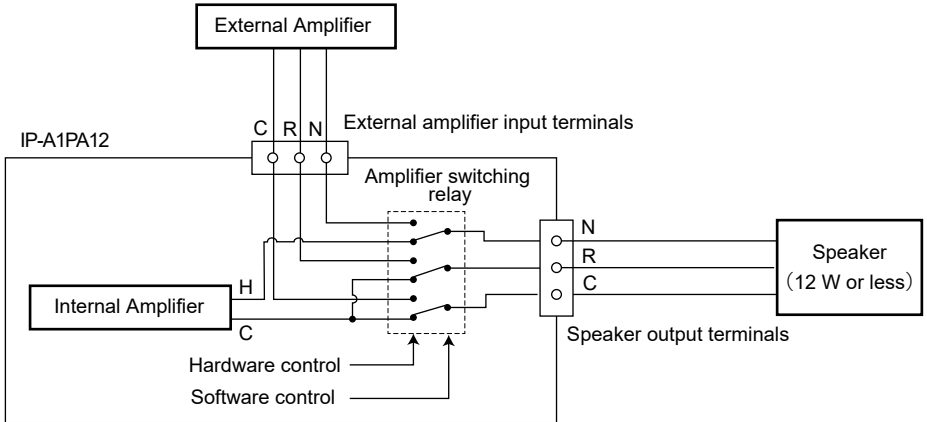 External Amplifier
C R N
External amplifier input terminals
IP-A1PA12
Amplifier switching
relay
N
R
C
Speaker
（12 W or less）
H
Internal Amplifier
C
Speaker output terminals
Hardware control
Software control